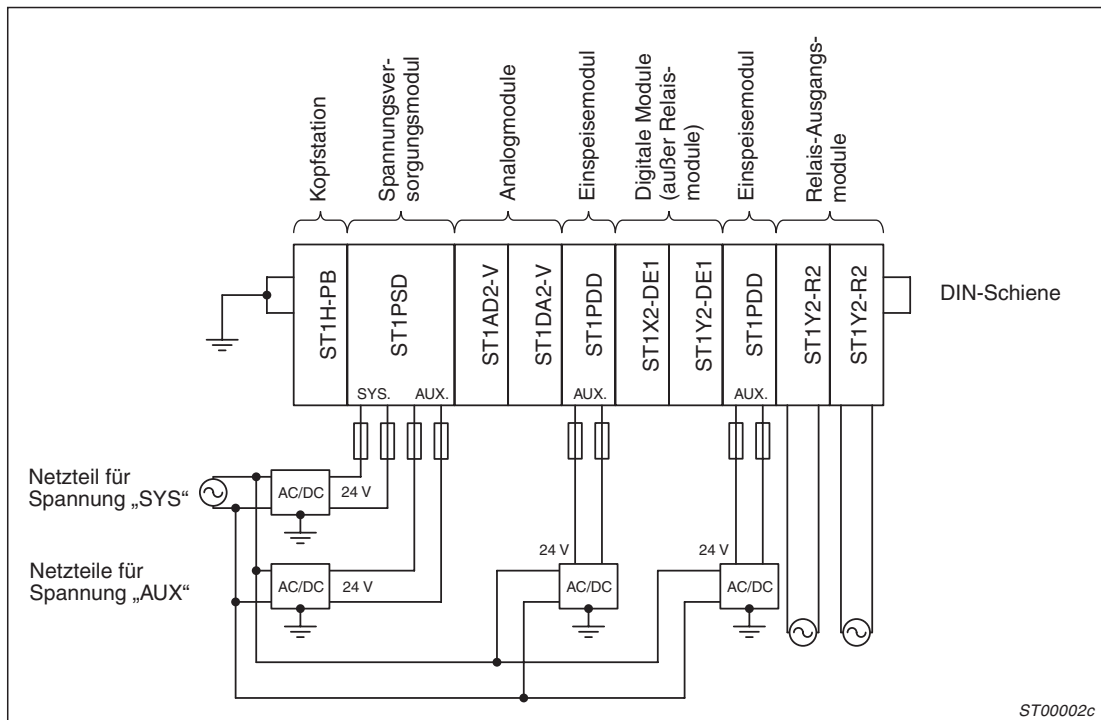 Kopfstation
Spannungsver-
sorgungsmodul
Analogmodule
Einspeisemodul
Digitale Module
(außer Relais-
module)
Einspeisemodul
Relais-Ausgangs-
module
ST1H-PB
ST1PSD
ST1AD2-V
ST1DA2-V
ST1PDD
ST1X2-DE1
ST1Y2-DE1
ST1PDD
ST1Y2-R2
ST1Y2-R2
DIN-Schiene
SYS.
AUX.
AUX.
AUX.
Netzteil für
Spannung „SYS“
AC/DC
24 V
Netzteile für
Spannung „AUX“
AC/DC
24 V
24 V
AC/DC
24 V
AC/DC
ST00002c